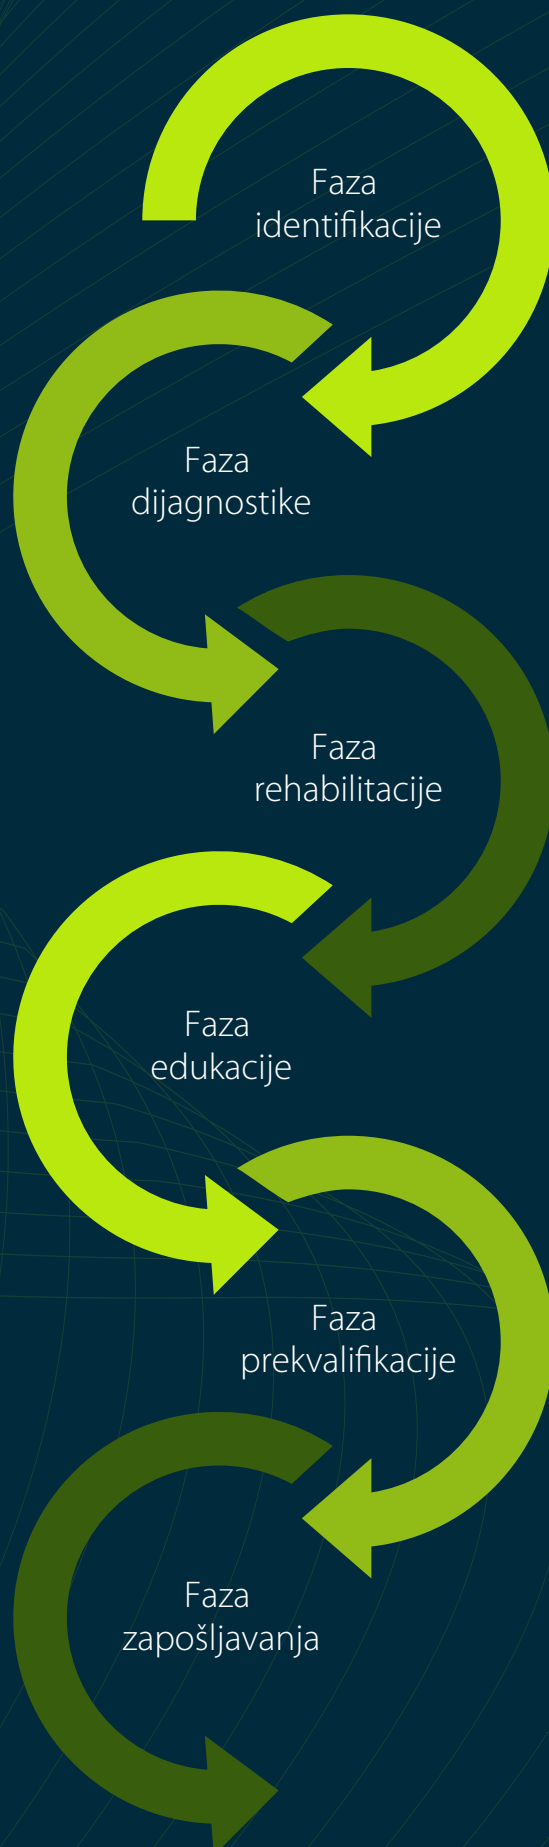 Faza
identifikacije
Faza
dijagnostike
Faza
rehabilitacije
Faza
edukacije
Faza
prekvalifikacije
Faza
zapošljavanja